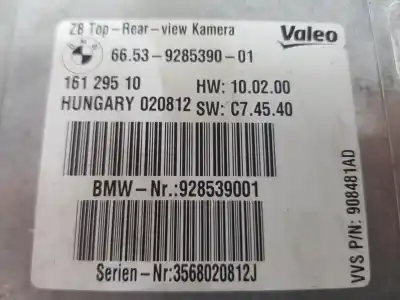 ZB Top-Rear-view Kamera
Valeo
66.53-9285390-01
161 295 10
HW: 10.02.00
HUNGARY 020812
SW: C7.45.40
BMW-Nr.:928539001
Serien-Nr:3568020812J
VVS P/N: 908481AD